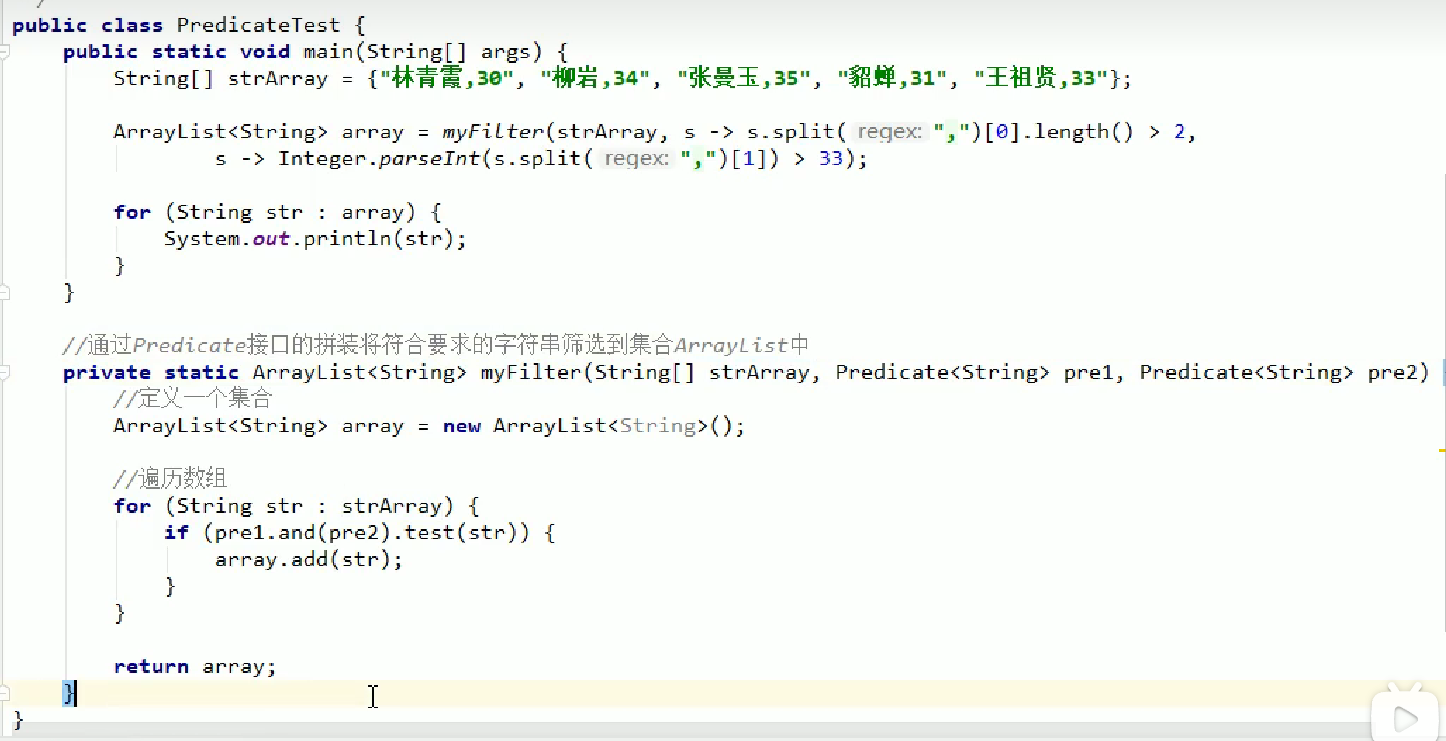 public class PredicateTest {
public static void main(String[] args) {
String[] strArray = {"林青霞,30", "柳岩,34", "张曼玉,35", "貂蝉,31", "王祖贤,33"};
ArrayList<String> array = myFilter(strArray, s -> s.split( regex: ",")[0].length() > 2,
s -> Integer.parseInt(s.split( regex: ",")[1]) > 33);
for (String str : array) {
System.out.println(str);
}
}
//通过Predicate接口的拼装将符合要求的字符串筛选到集合ArrayList中
private static ArrayList<String> myFilter(String[] strArray, Predicate<String> pre1, Predicate<String> pre2)
//定义一个集合
ArrayList<String> array = new ArrayList<String>();
//遍历数组
for (String str : strArray) {
if (pre1.and(pre2).test(str)) {
array.add(str);
}
}
return array;
}
}